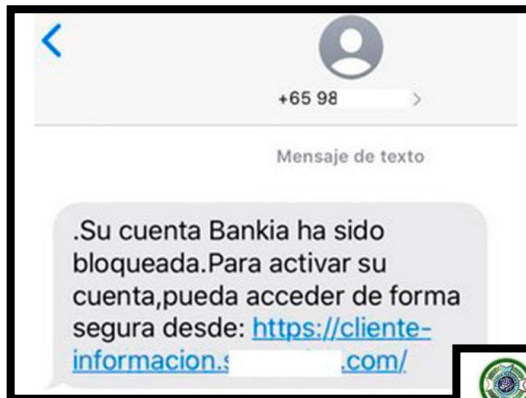 +65 98
Mensaje de texto
.Su cuenta Bankia ha sido
bloqueada.Para activar su
cuenta,pueda acceder de forma
segura desde: https://cliente-
informacion.s .com/